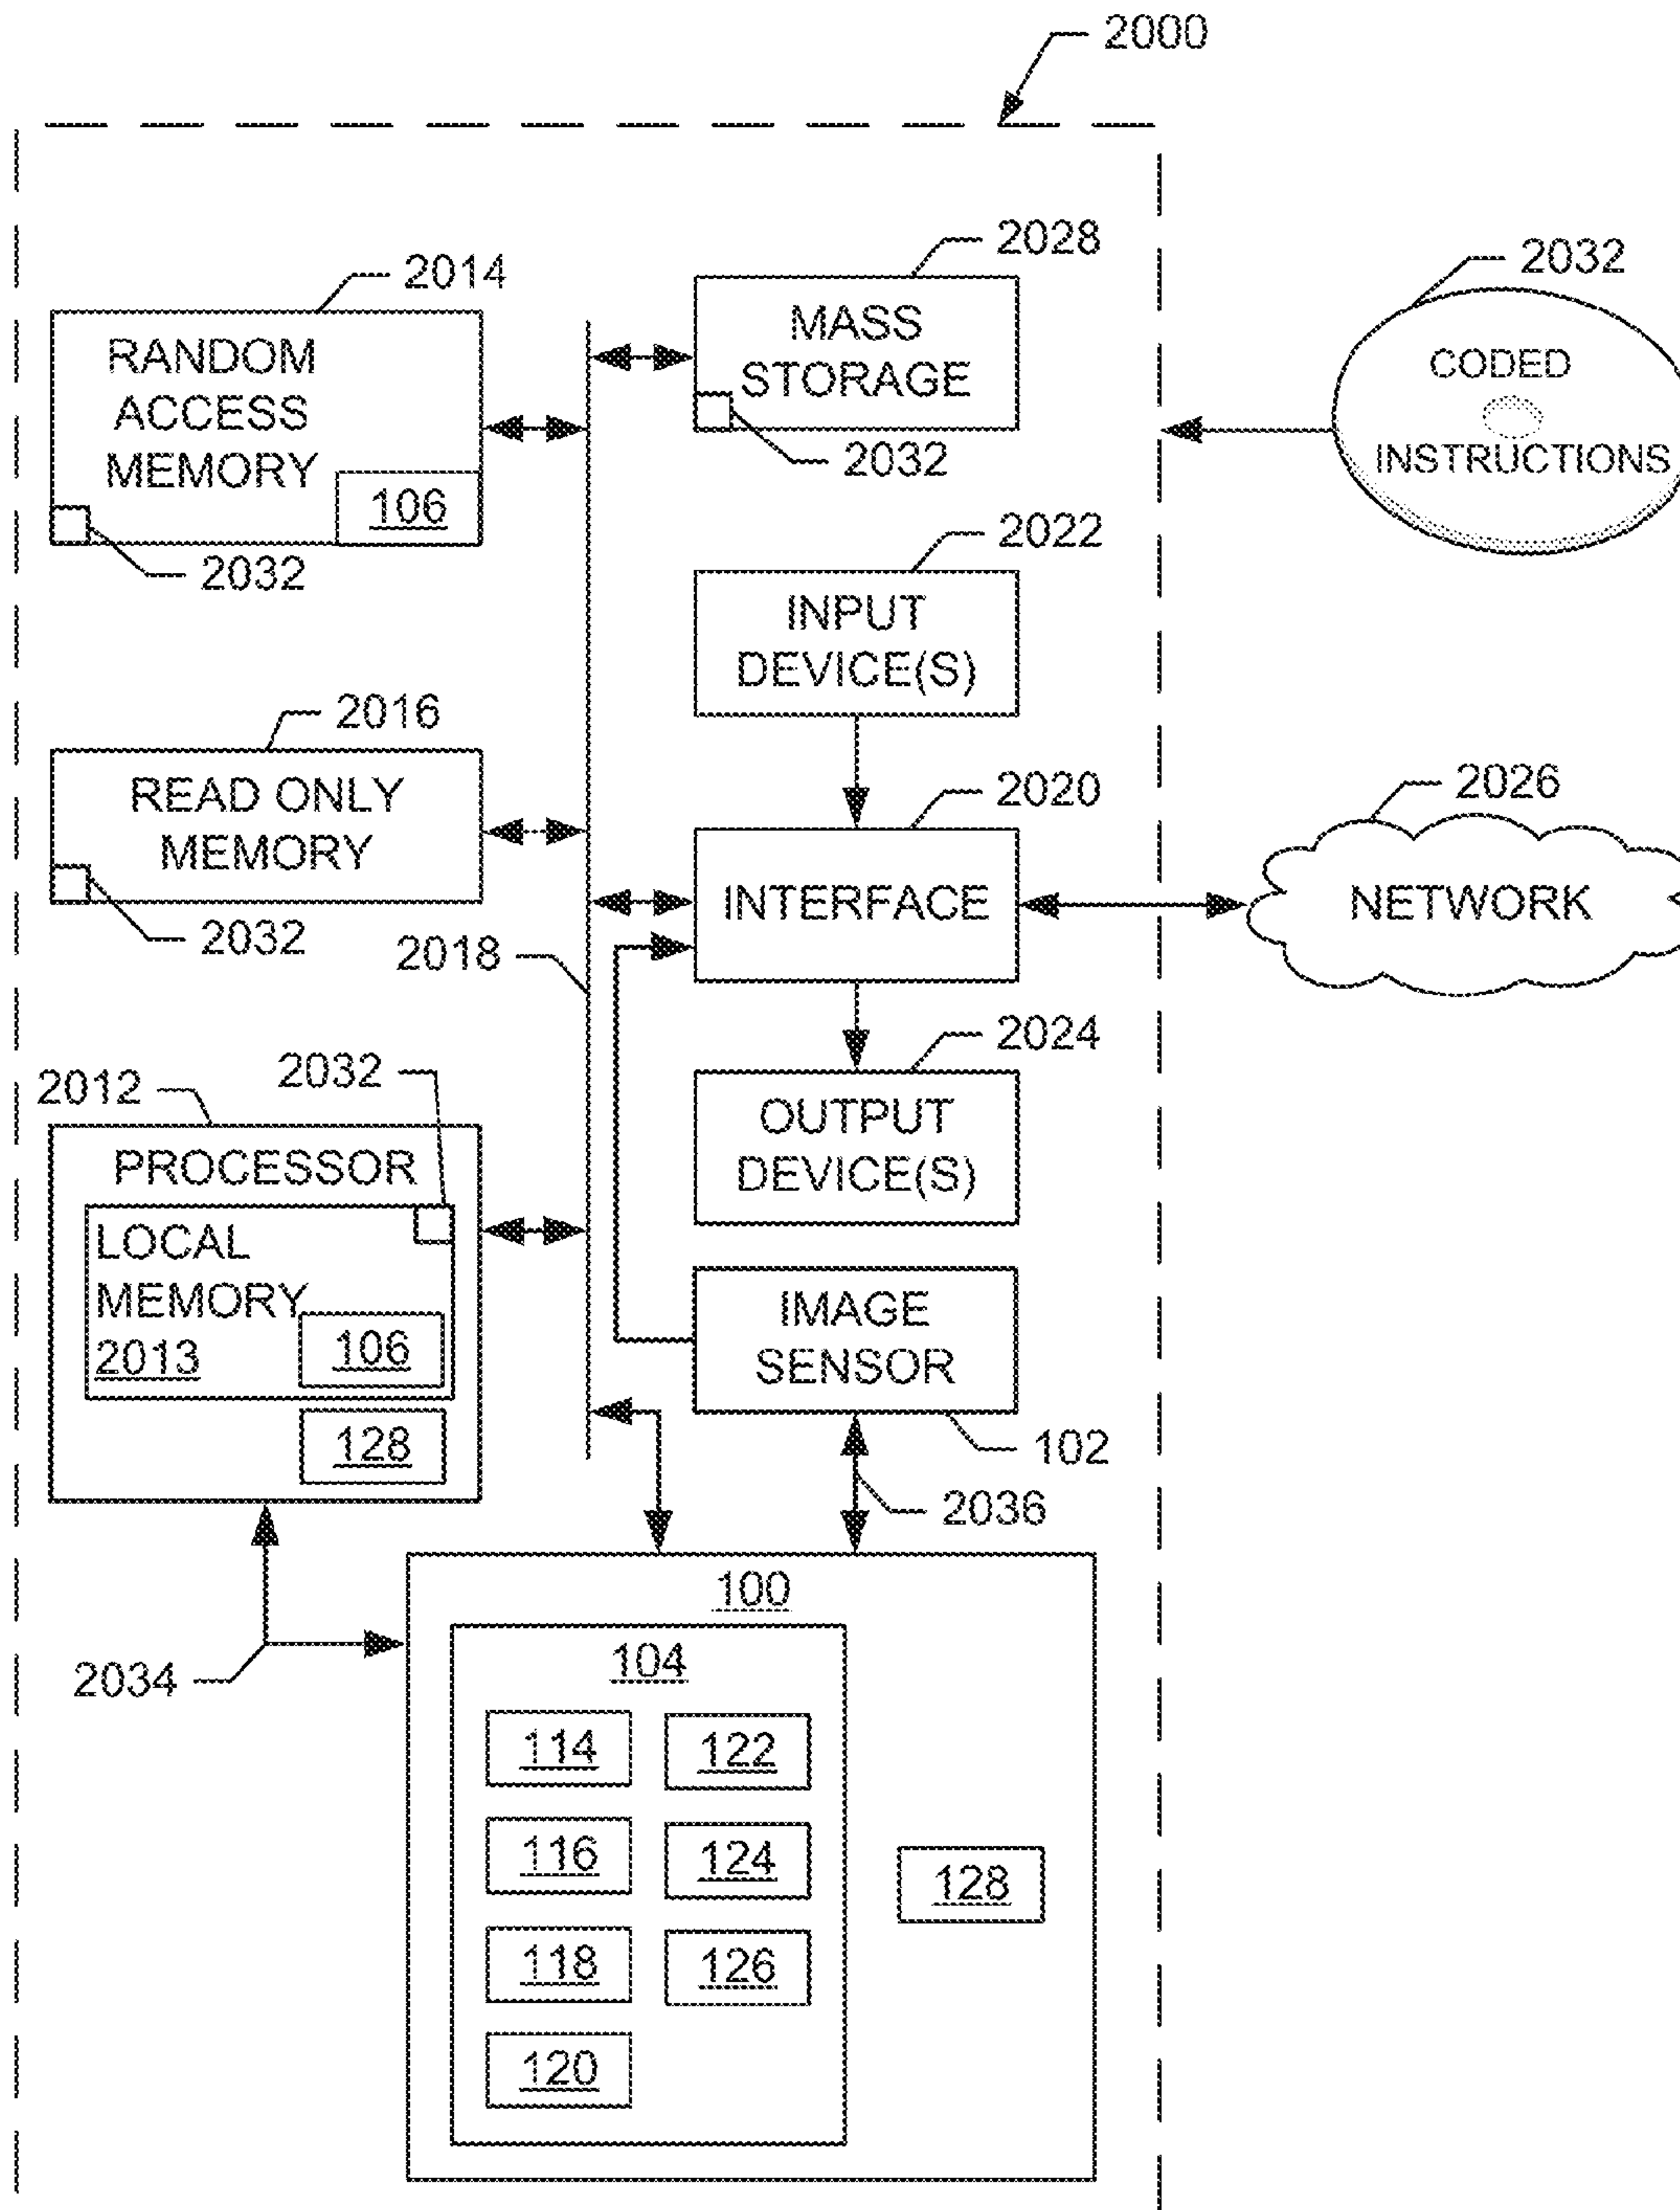 2000
2014
RANDOM
ACCESS
MEMORY
106
2032
2028
MASS
STORAGE
2032
2032
CODED
INSTRUCTIONS
2022
INPUT
DEVICE(S)
2016
READ ONLY
MEMORY
2032
2018
2020
INTERFACE
2026
NETWORK
2024
OUTPUT
DEVICE(S)
2012
2032
PROCESSOR
LOCAL
MEMORY
2013
106
128
IMAGE
SENSOR
102
2036
2034
100
104
114
122
116
124
118
126
120
128